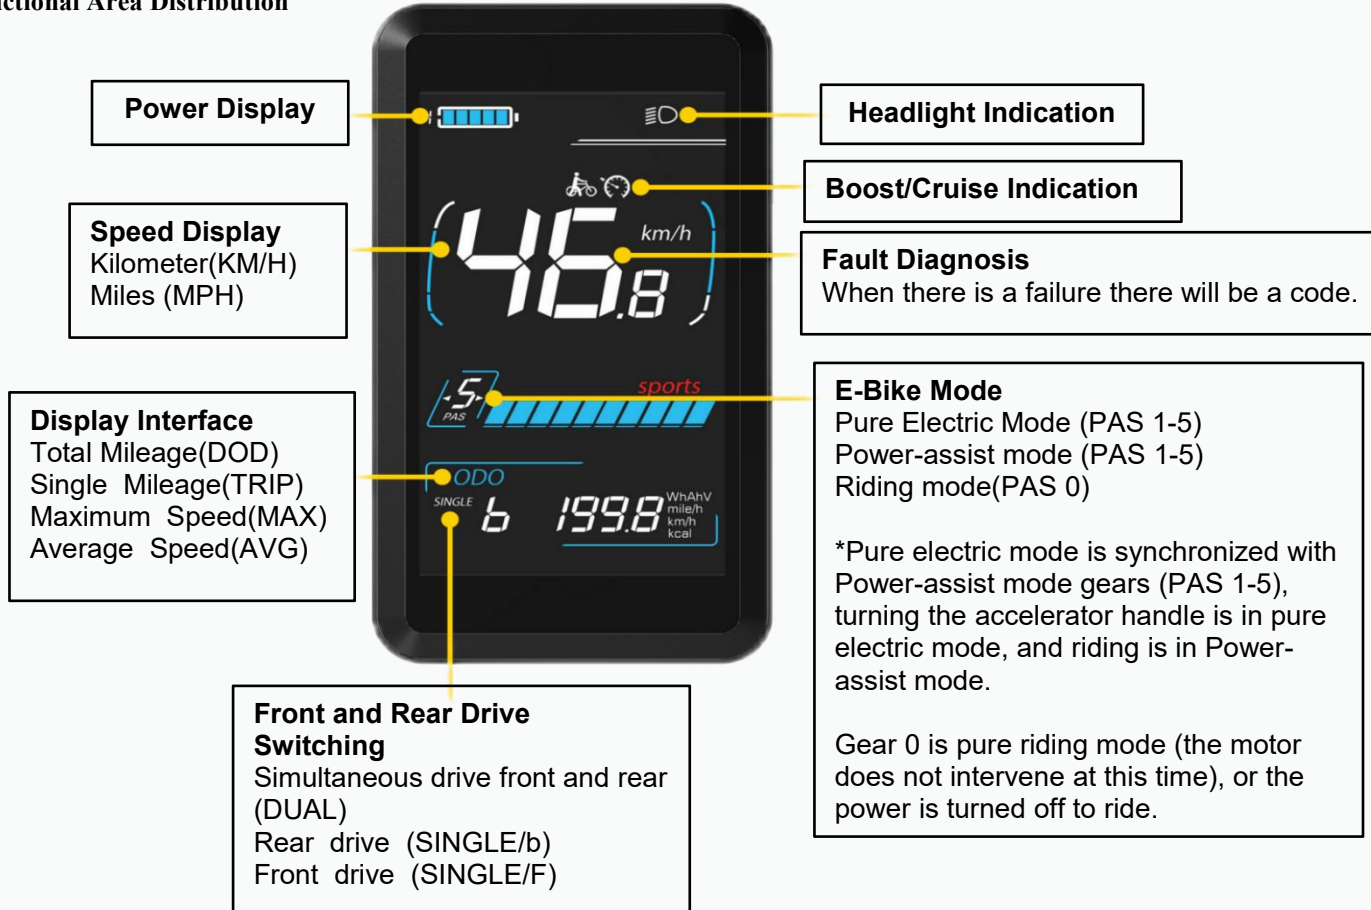 ctional Area Distribution
Power Display
Headlight Indication
Boost/Cruise Indication
Speed Display
Kilometer(KM/H)
Miles (MPH)
46.8
km/h
Fault Diagnosis
When there is a failure there will be a code.
Display Interface
Total Mileage(DOD)
Single Mileage(TRIP)
Maximum Speed(MAX)
Average Speed(AVG)
5
PAS
sports
ODO
SINGLE b 199.8
WhAhV
mile/h
km/h
kcal
E-Bike Mode
Pure Electric Mode (PAS 1-5)
Power-assist mode (PAS 1-5)
Riding mode(PAS 0)
*Pure electric mode is synchronized with
Power-assist mode gears (PAS 1-5),
turning the accelerator handle is in pure
electric mode, and riding is in Power-
assist mode.
Gear 0 is pure riding mode (the motor
does not intervene at this time), or the
power is turned off to ride.
Front and Rear Drive
Switching
Simultaneous drive front and rear
(DUAL)
Rear drive (SINGLE/b)
Front drive (SINGLE/F)